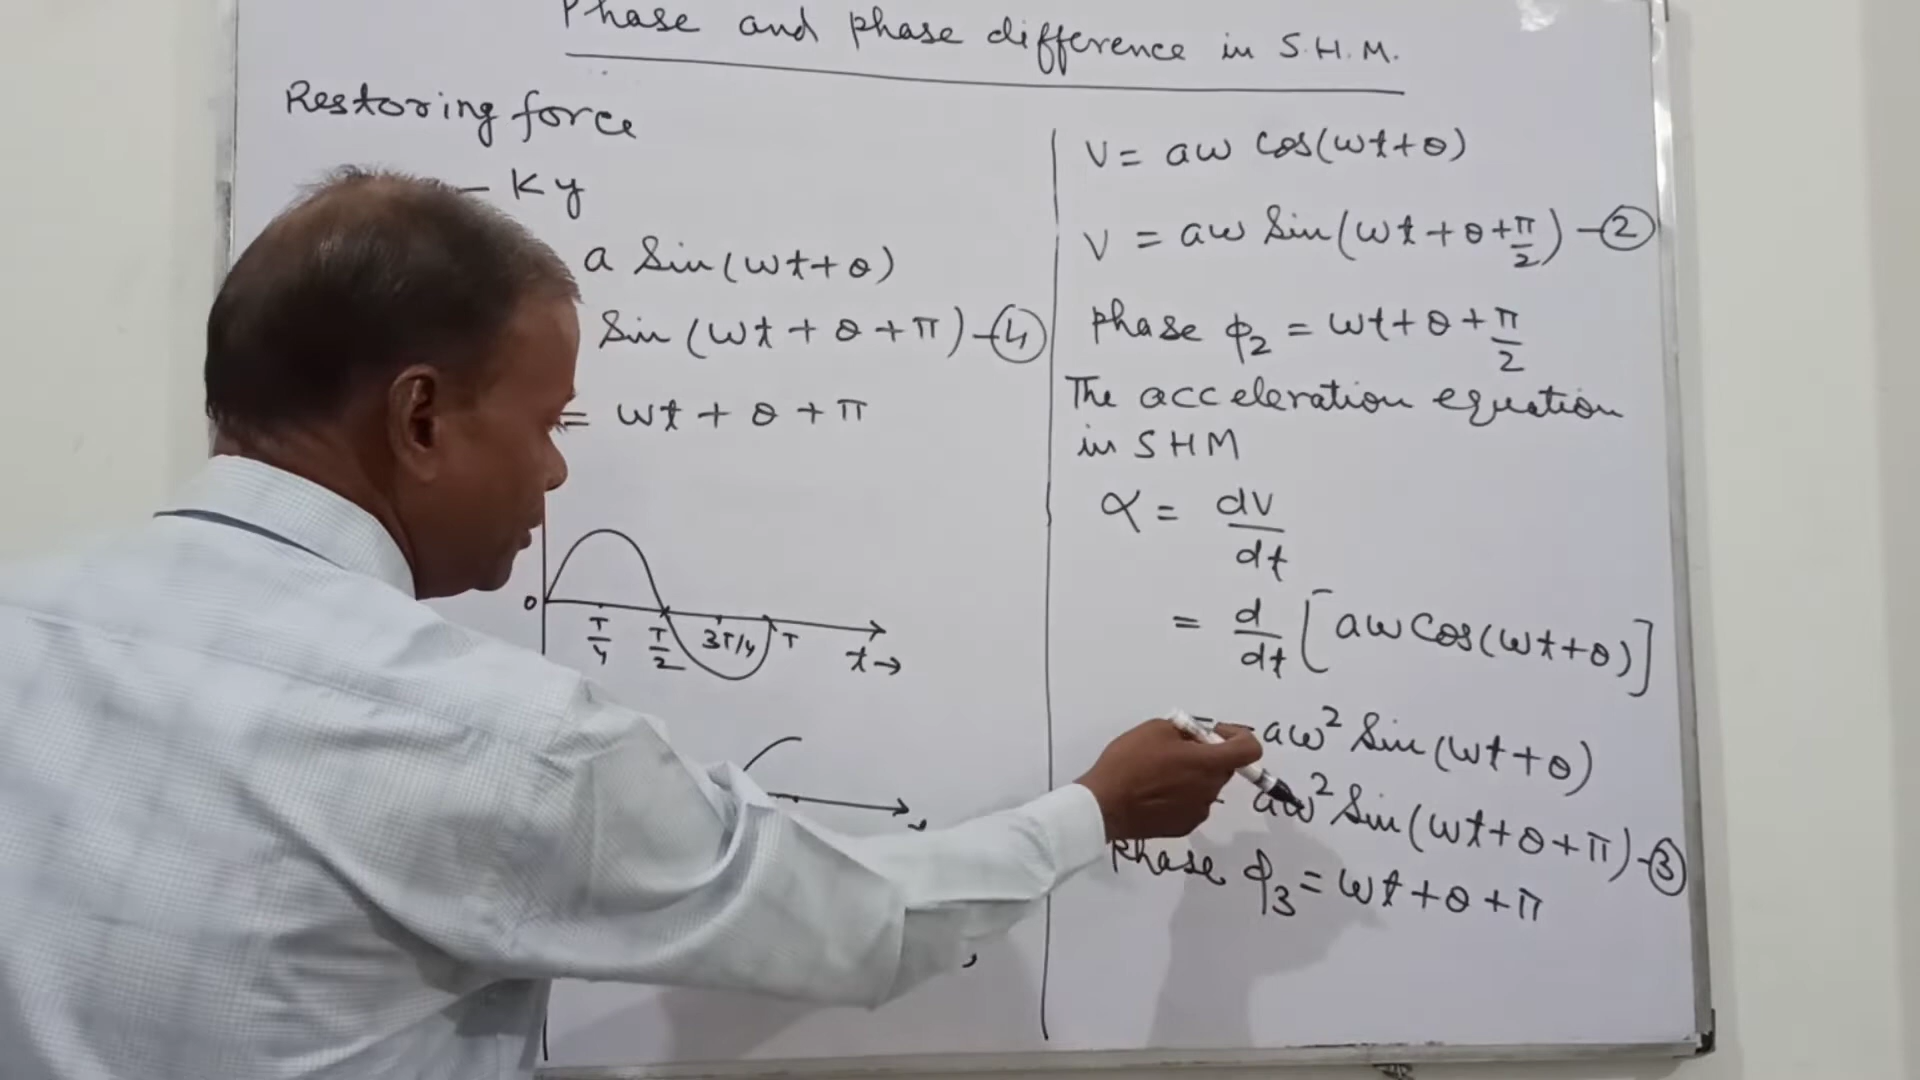 Phase and phase difference in S.H.M.
Restoring force
- Ky
a Sin(ωt+θ)
Sin (ωt + θ + π) -④
= ωt + θ + π
0
T/4
T/2
3T/4
T
t→
V = aω Cos(ωt+θ)
V = aω Sin(ωt + θ + π/2) -②
Phase ϕ₂ = ωt + θ + π/2
The acceleration equation
in SHM
α = dV/dt
= d/dt [aω Cos(ωt+θ)]
= -aω² Sin(ωt+θ)
aω² Sin(ωt+θ+π) -③
Phase ϕ₃ = ωt + θ + π